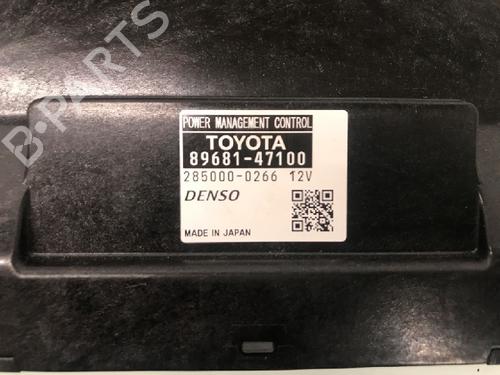 B-PARTS
POWER MANAGEMENT CONTROL
TOYOTA
89681-47100
285000-0266 12V
DENSO
MADE IN JAPAN